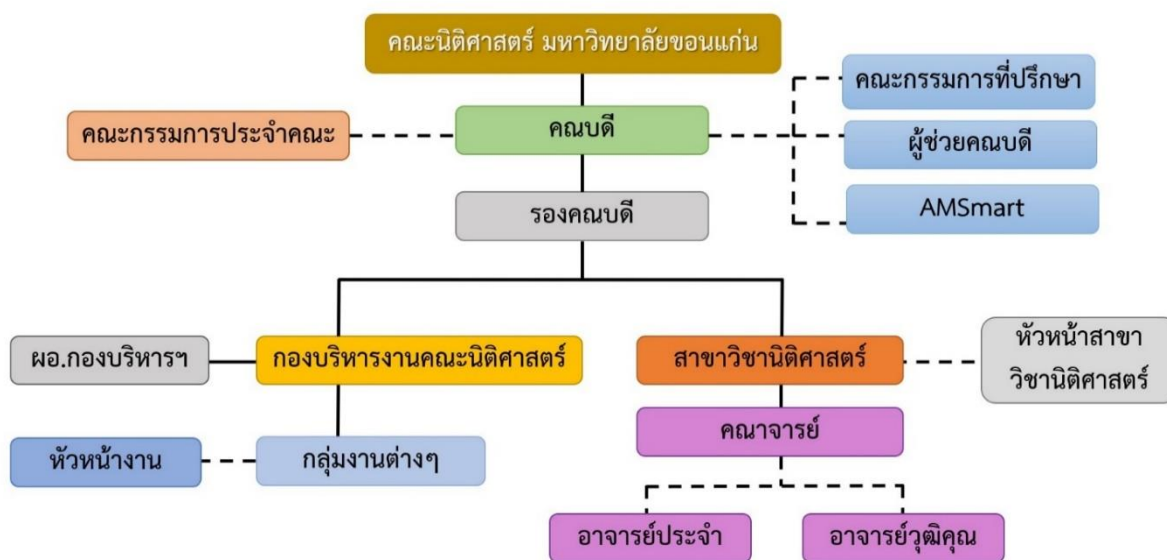 คณะนิติศาสตร์ มหาวิทยาลัยขอนแก่น
คณะกรรมการที่ปรึกษา
คณะกรรมการประจำคณะ
คณบดี
ผู้ช่วยคณบดี
รองคณบดี
AMSmart
ผอ.กองบริหารฯ
กองบริหารงานคณะนิติศาสตร์
สาขาวิชานิติศาสตร์
หัวหน้าสาขา
วิชานิติศาสตร์
คณาจารย์
หัวหน้างาน
กลุ่มงานต่างๆ
อาจารย์ประจำ
อาจารย์วุฒิคุณ